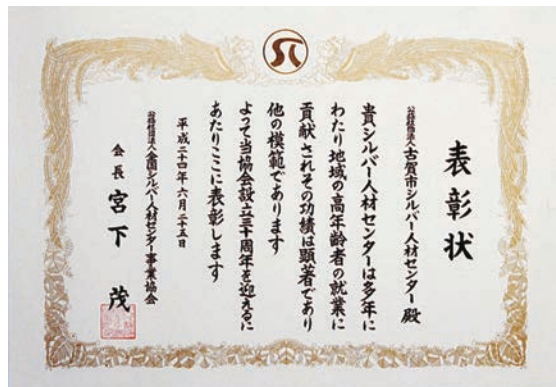 表彰状
公益社団法人古賀市シルバー人材センター 殿
貴シルバー人材センターは多年に
わたり地域の高年齢者の就業に
貢献されその功績は顕著であり
他の模範であります
よって当協会設立三十周年を迎えるに
あたりここに表彰します
平成二十四年六月二十五日
公益社団法人全国シルバー人材センター事業協会
会長 宮下 茂